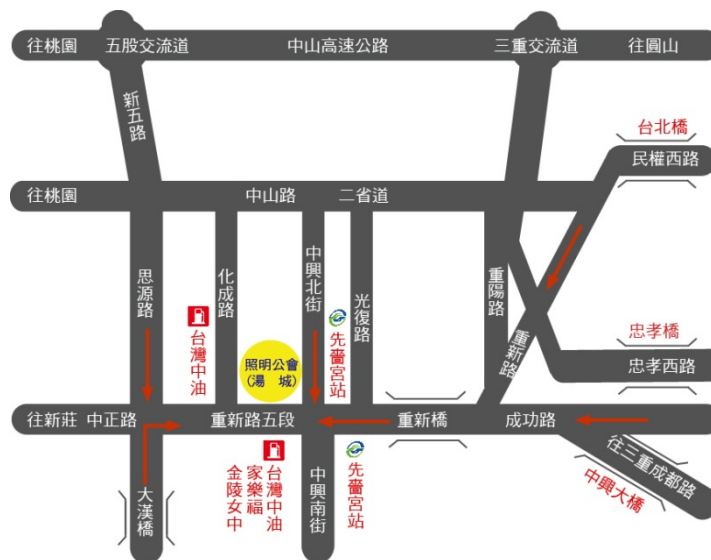 往桃園 五股交流道 中山高速公路 三重交流道 往圓山
新五路
台北橋
民權西路
往桃園 中山路 二省道
思源路
化成路
中興北街
光復路
重陽路
重新路
台灣中油
先嗇宮站
忠孝橋
忠孝西路
照明公會
(湯 城)
往新莊 中正路 重新路五段 重新橋 成功路
往三重成都路
中興大橋
大漢橋
台灣中油
家樂福
金陵女中
中興南街
先嗇宮站